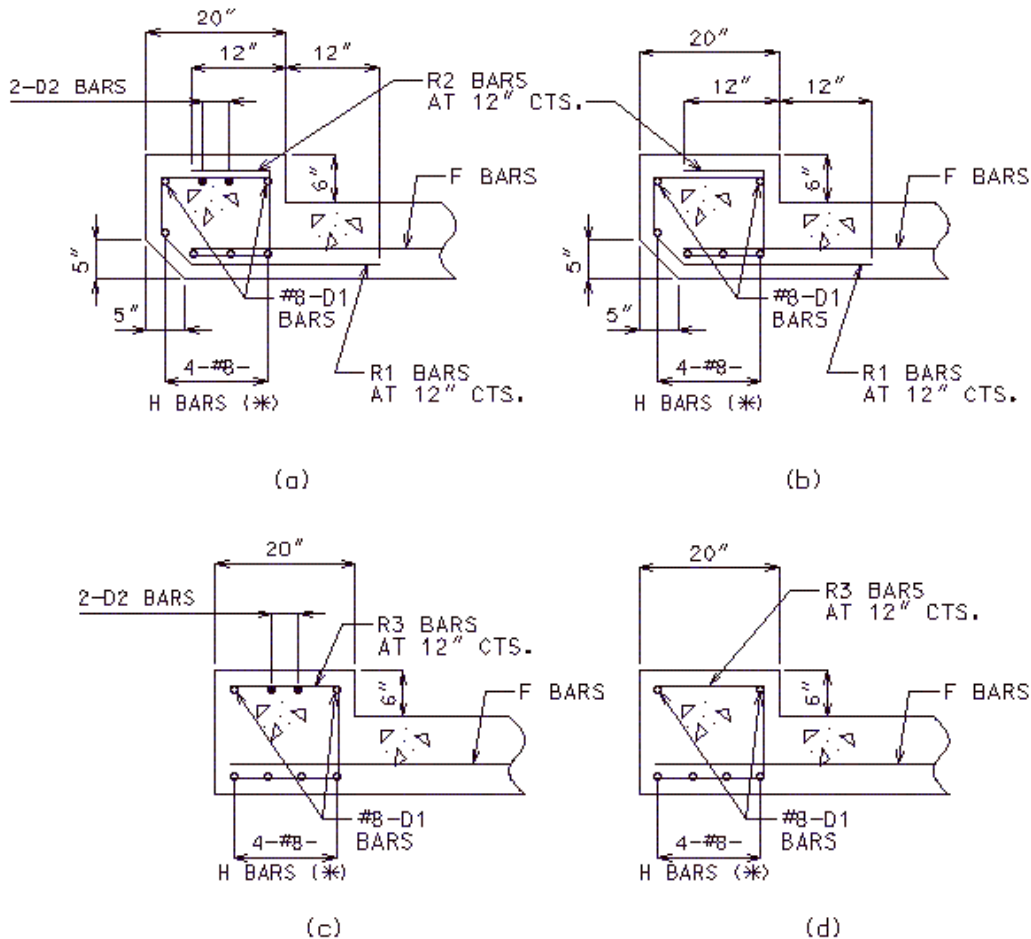 20"
12"
12"
2-D2 BARS
R2 BARS
AT 12" CTS.
6"
F BARS
5"
5"
#8-D1
BARS
4-#8-
H BARS (*)
R1 BARS
AT 12" CTS.
(a)
20"
12"
12"
6"
F BARS
5"
5"
#8-D1
BARS
4-#8-
H BARS (*)
R1 BARS
AT 12" CTS.
(b)
20"
2-D2 BARS
R3 BARS
AT 12" CTS.
6"
F BARS
#8-D1
BARS
4-#8-
H BARS (*)
(c)
20"
R3 BARS
AT 12" CTS.
6"
F BARS
#8-D1
BARS
4-#8-
H BARS (*)
(d)